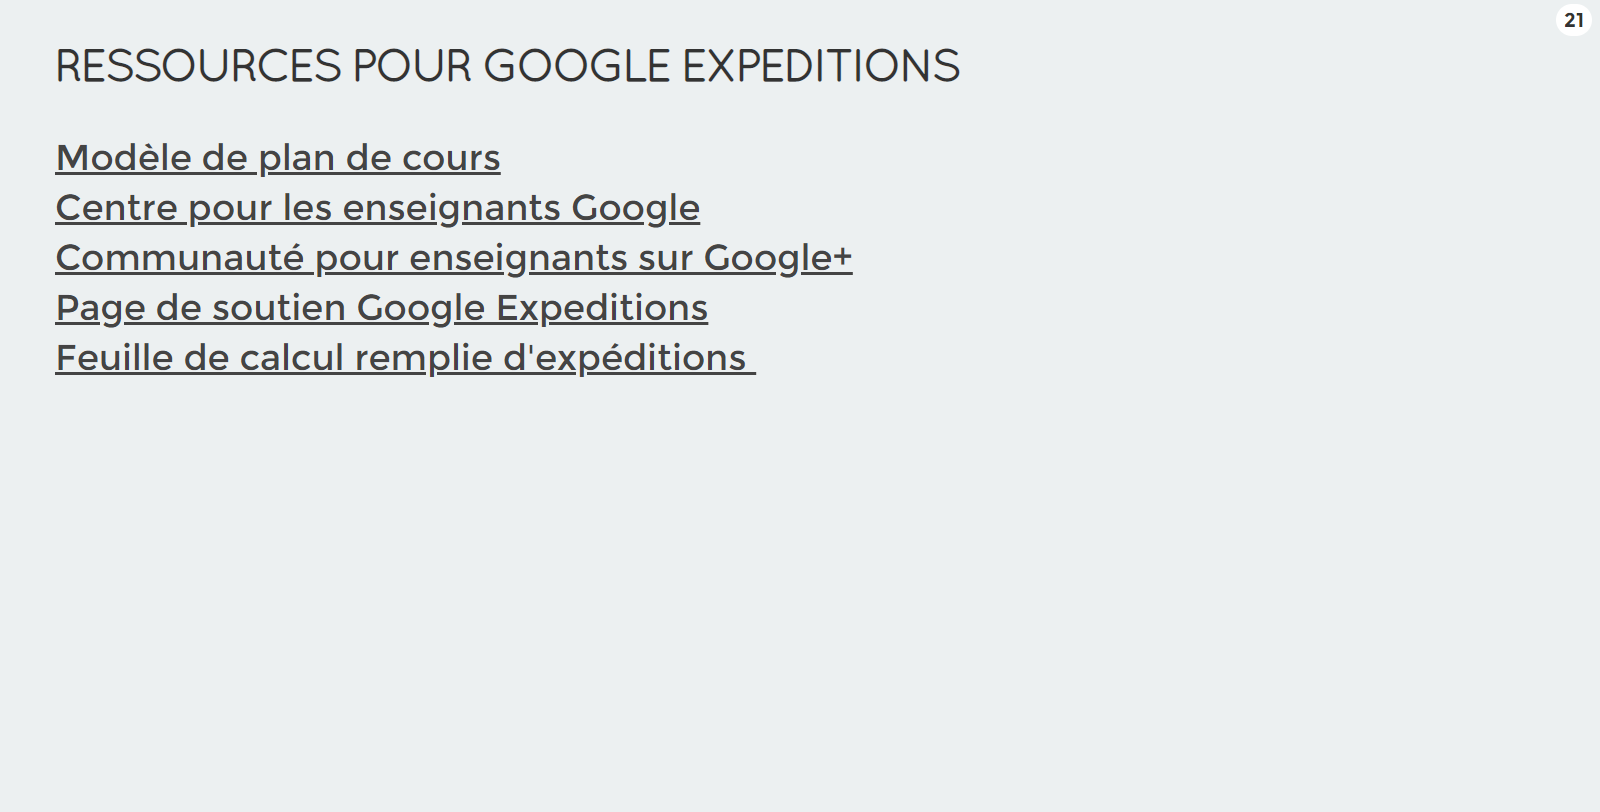 21
RESSOURCES POUR GOOGLE EXPEDITIONS
Modèle de plan de cours
Centre pour les enseignants Google
Communauté pour enseignants sur Google+
Page de soutien Google Expeditions
Feuille de calcul remplie d'expéditions